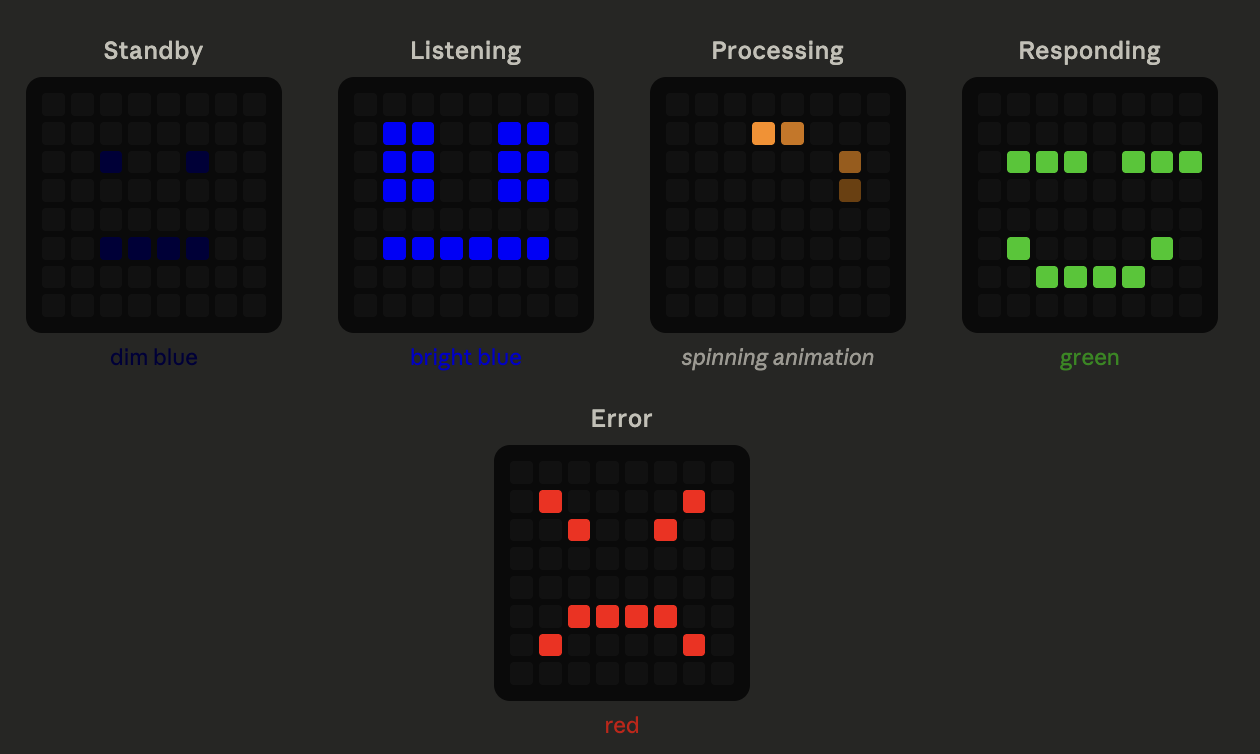 Standby
Listening
Processing
Responding
dim blue
bright blue
spinning animation
green
Error
red